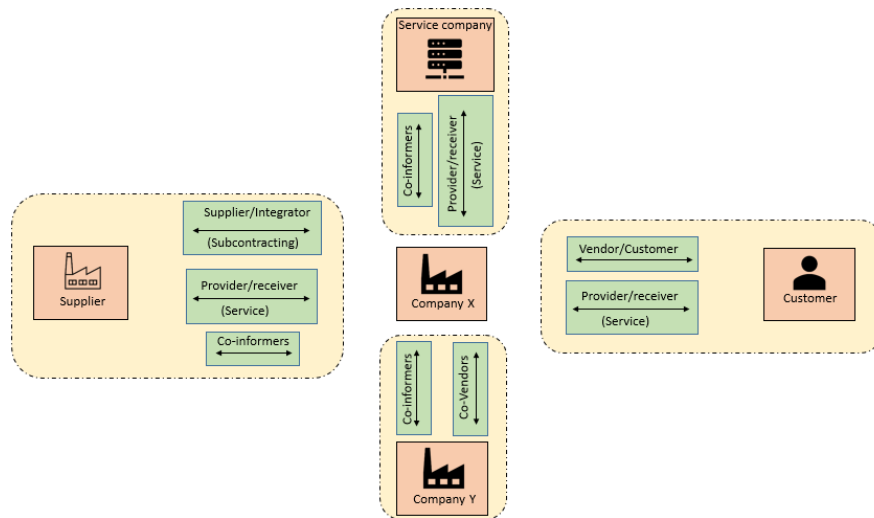 Service company
Co-informers
Provider/receiver
(Service)
Supplier/Integrator
(Subcontracting)
Provider/receiver
(Service)
Co-informers
Supplier
Company X
Vendor/Customer
Provider/receiver
(Service)
Customer
Co-informers
Co-Vendors
Company Y